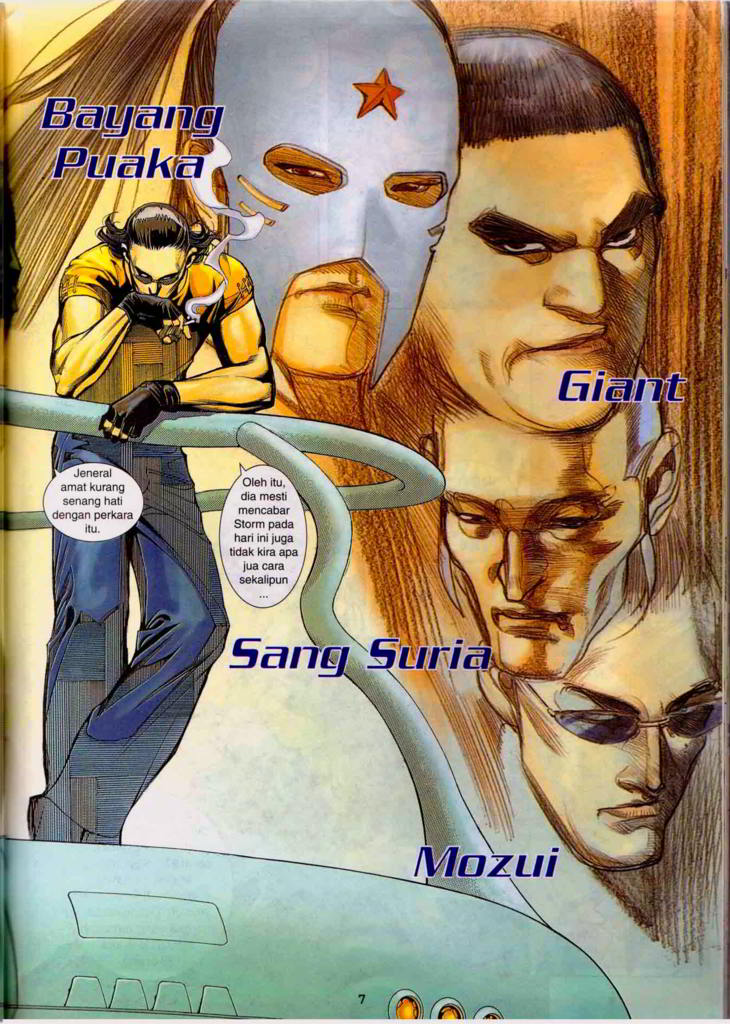 Bayang
Puaka
Giant
Jeneral
amat kurang
senang hati
dengan perkara
itu.
Oleh itu,
dia mesti
mencabar
Storm pada
hari ini juga
tidak kira apa
jua cara
sekalipun
...
Sang Suria
Mozui
7